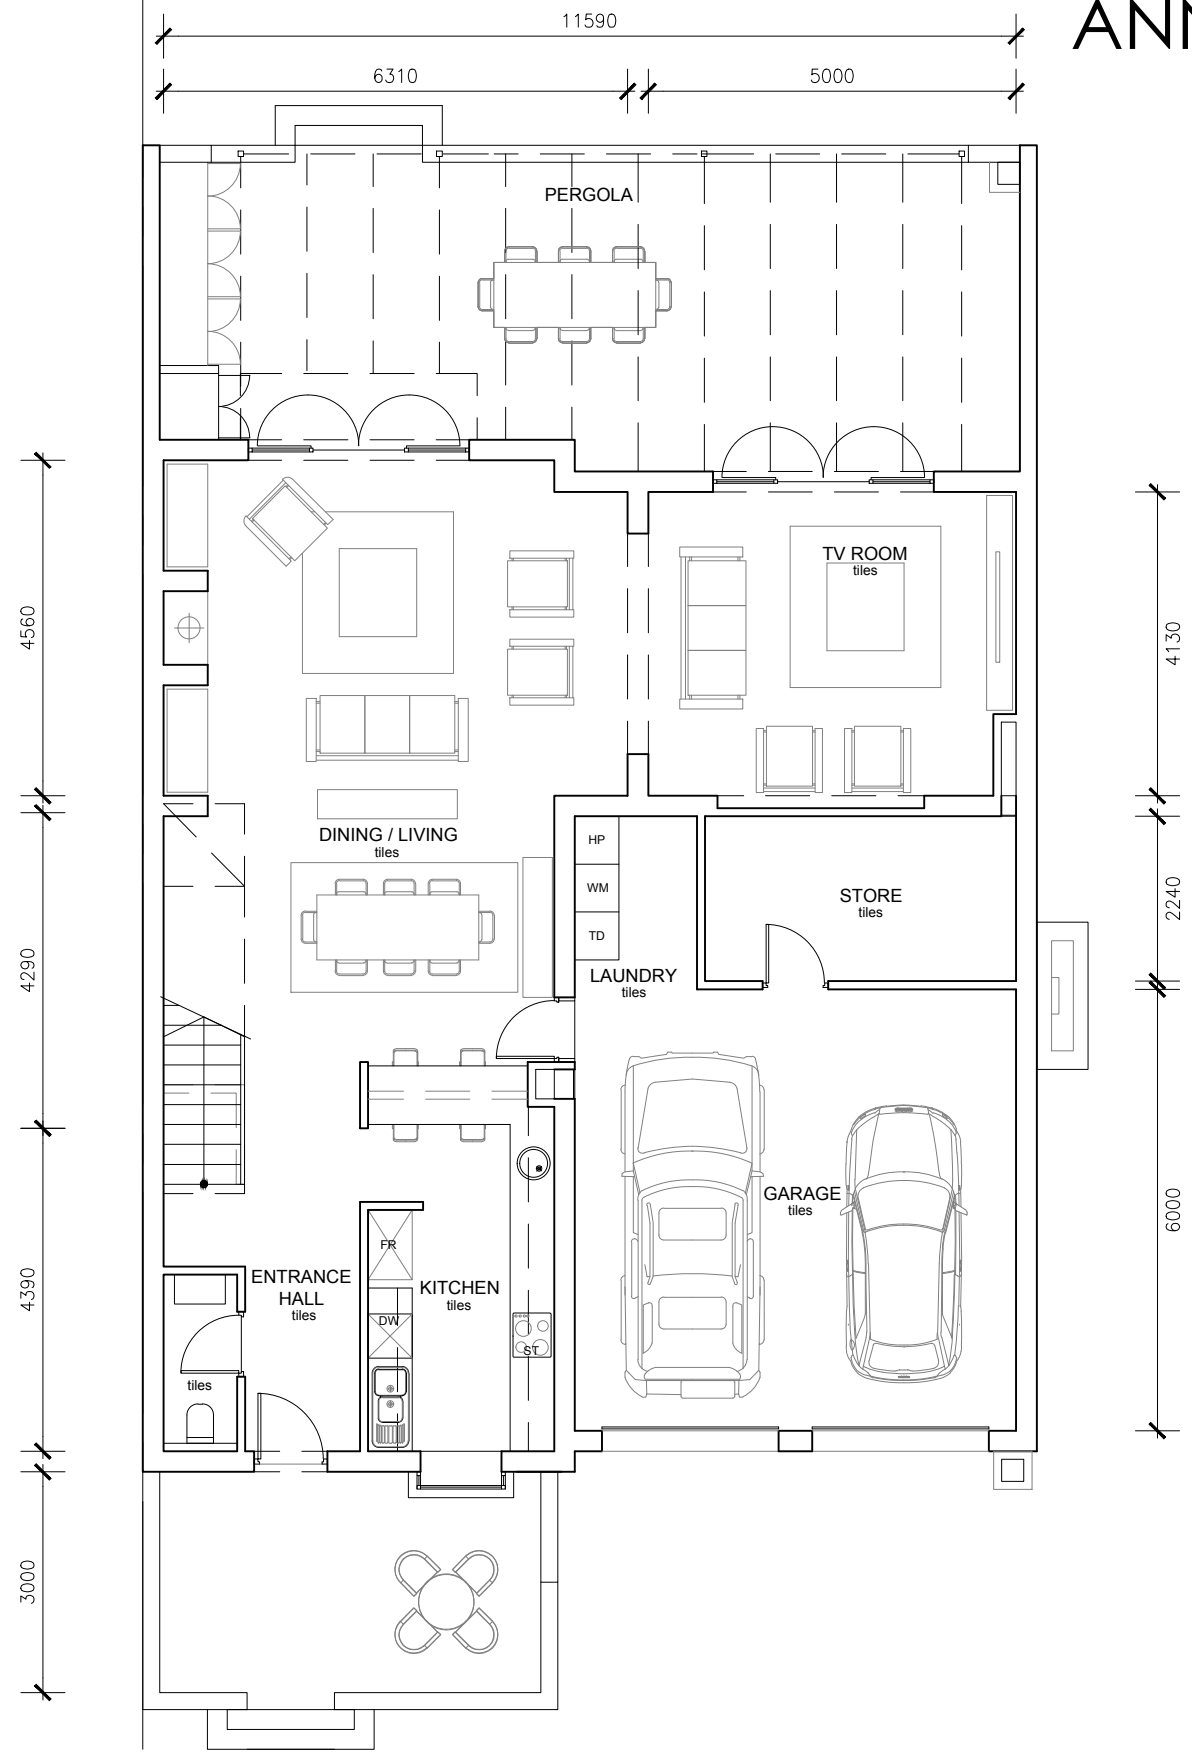 ANN
11590
6310
5000
PERGOLA
4560
TV ROOM
tiles
4130
DINING / LIVING
tiles
HP
WM
TD
STORE
tiles
2240
LAUNDRY
tiles
4290
GARAGE
tiles
6000
FR
ENTRANCE
HALL
tiles
KITCHEN
tiles
DW
ST
4390
tiles
3000